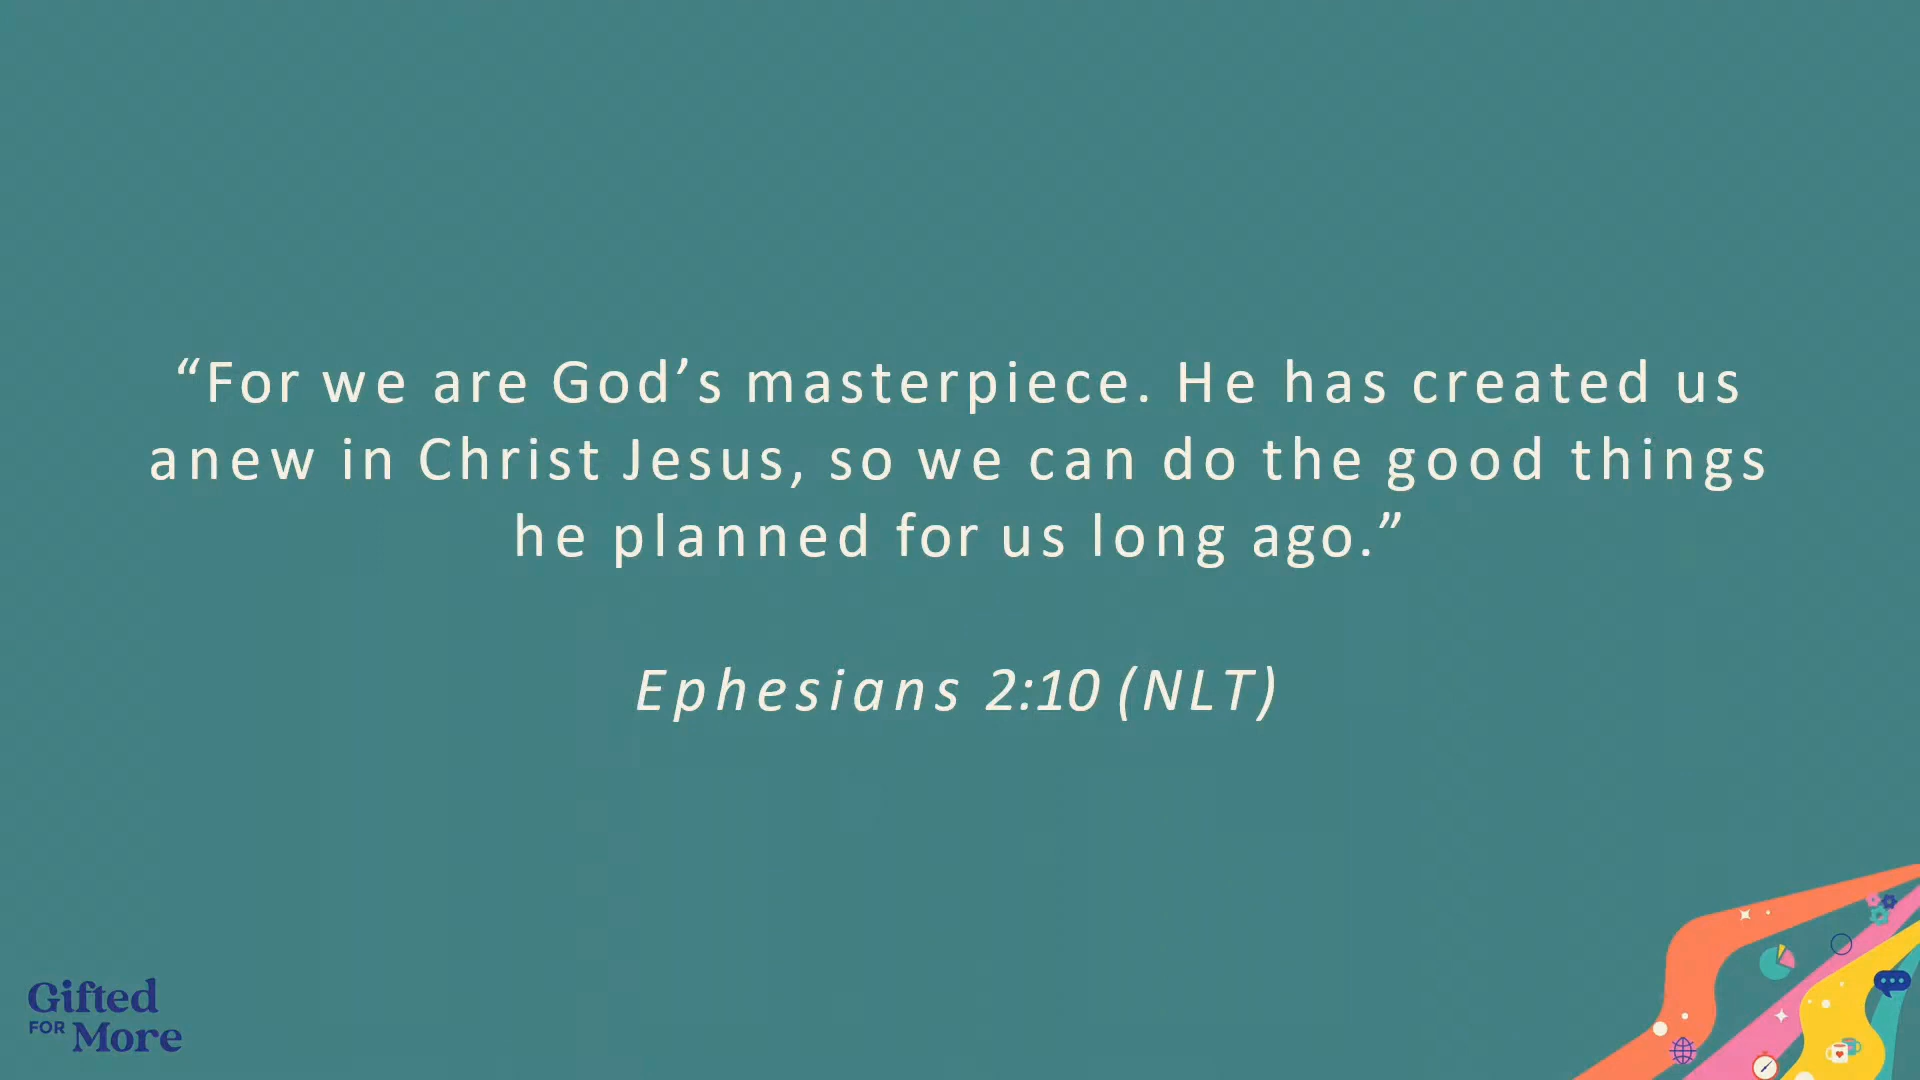 “For we are God’s masterpiece. He has created us
anew in Christ Jesus, so we can do the good things
he planned for us long ago.”
Ephesians 2:10 (NLT)
Gifted
FOR More